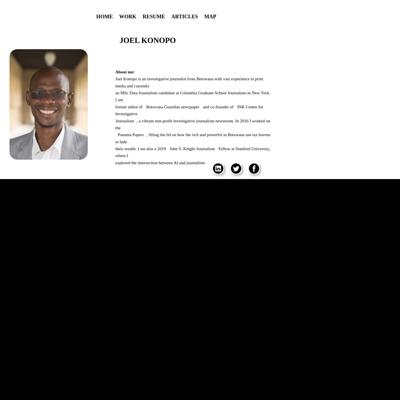 HOME WORK RESUME ARTICLES MAP
JOEL KONOPO
About me:
Joel Konopo is an investigative journalist from Botswana with vast experience in print
media and currently
an MSc Data Journalism candidate at Columbia Graduate School Journalism in New York.
I am
former editor of Botswana Guardian newspaper and co-founder of INK Centre for
Investigative
Journalism , a vibrant non-profit investigative journalism newsroom. In 2016 I worked on
the
Panama Papers , lifting the lid on how the rich and powerful in Botswana use tax havens
to hide
their wealth. I am also a 2019 John S. Knight Journalism Fellow at Stanford University,
where I
explored the intersection between AI and journalism.